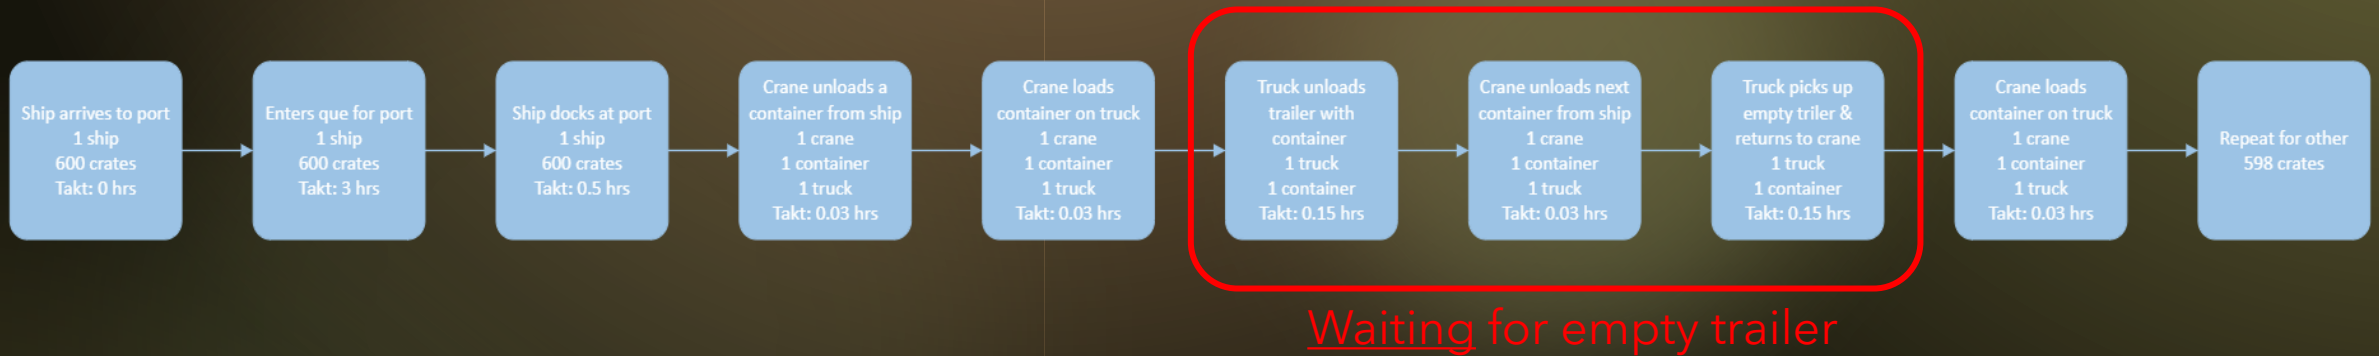 Ship arrives to port
1 ship
600 crates
Takt: 0 hrs
Enters que for port
1 ship
600 crates
Takt: 3 hrs
Ship docks at port
1 ship
600 crates
Takt: 0.5 hrs
Crane unloads a
container from ship
1 crane
1 container
1 truck
Takt: 0.03 hrs
Crane loads
container on truck
1 crane
1 container
1 truck
Takt: 0.03 hrs
Truck unloads
trailer with
container
1 truck
1 container
Takt: 0.15 hrs
Crane unloads next
container from ship
1 crane
1 container
1 truck
Takt: 0.03 hrs
Truck picks up
empty triler &
returns to crane
1 truck
1 container
Takt: 0.15 hrs
Crane loads
container on truck
1 crane
1 container
1 truck
Takt: 0.03 hrs
Repeat for other
598 crates
Waiting for empty trailer